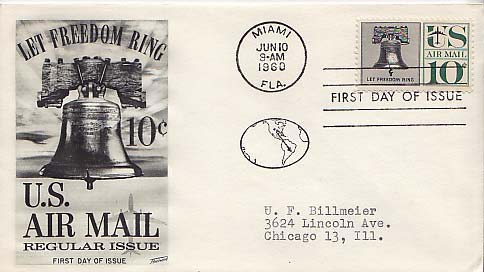 LET FREEDOM RING
10¢
U.S.
AIR MAIL
REGULAR ISSUE
FIRST DAY OF ISSUE
MIAMI
JUN 10
9-AM
1960
FLA.
LET FREEDOM RING
US
AIR MAIL
10¢
FIRST DAY OF ISSUE
U. F. Billmeier
3624 Lincoln Ave.
Chicago 13, Ill.